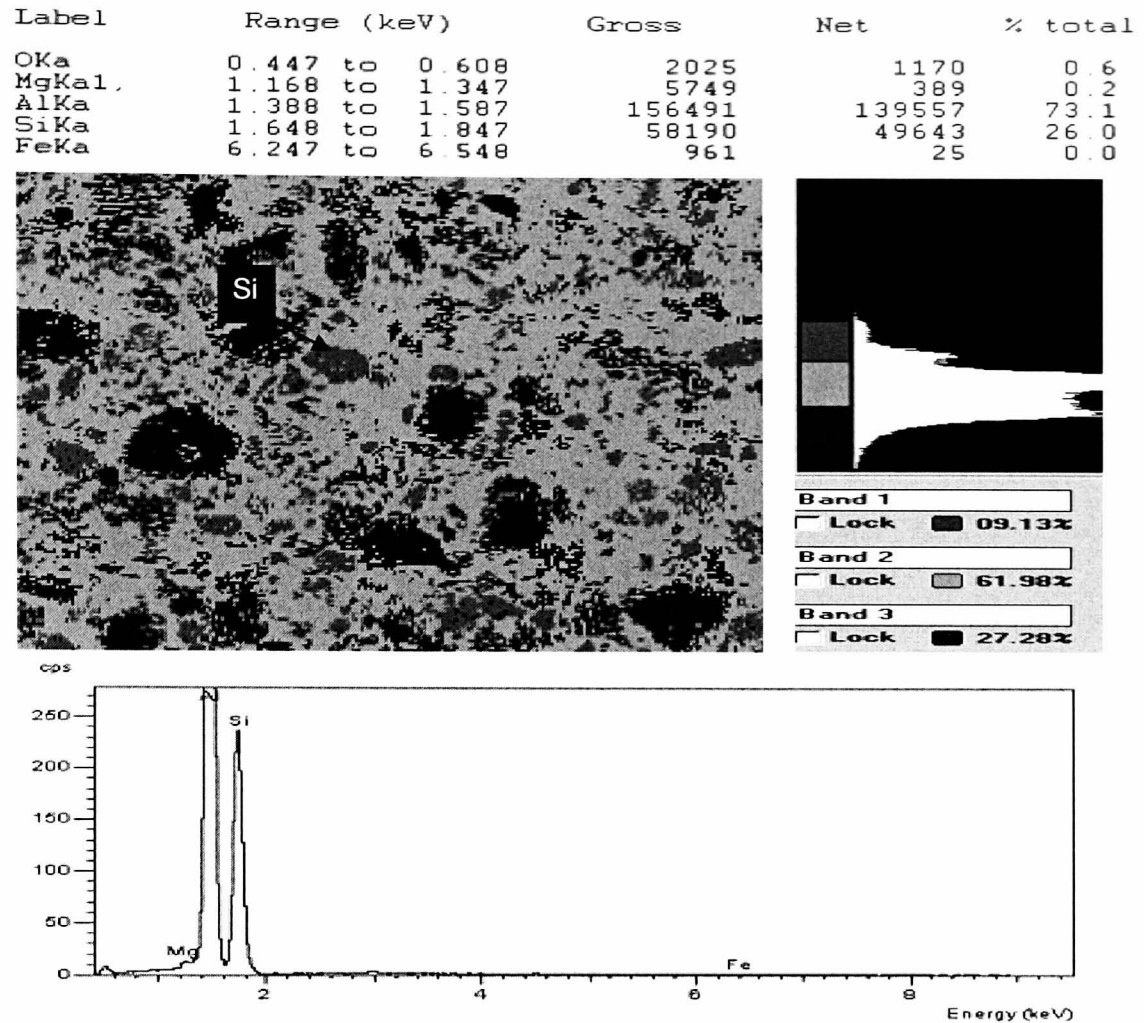 Label Range (keV) Gross Net % total
OKa 0.447 to 0.608 2025 1170 0.6
MgKa1, 1.168 to 1.347 5749 389 0.2
AlKa 1.388 to 1.587 156491 139557 73.1
SiKa 1.648 to 1.847 58190 49643 26.0
FeKa 6.247 to 6.548 961 25 0.0
Si
Band 1
Lock 09.13%
Band 2
Lock 61.98%
Band 3
Lock 27.28%
cps
250
Si
200
150
100
50
Mg
Fe
0
2 4 6 8
Energy (keV)